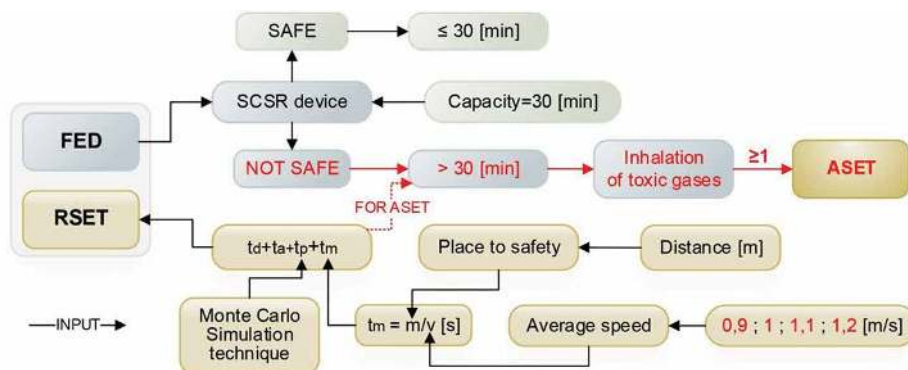 SAFE
≤ 30 [min]
SCSR device
Capacity=30 [min]
FED
NOT SAFE
> 30 [min]
Inhalation
of toxic gases
≥1
ASET
FOR ASET
RSET
td+ta+tp+tm
Place to safety
Distance [m]
INPUT
Monte Carlo
Simulation
technique
tm = m/v [s]
Average speed
0,9 ; 1 ; 1,1 ; 1,2 [m/s]